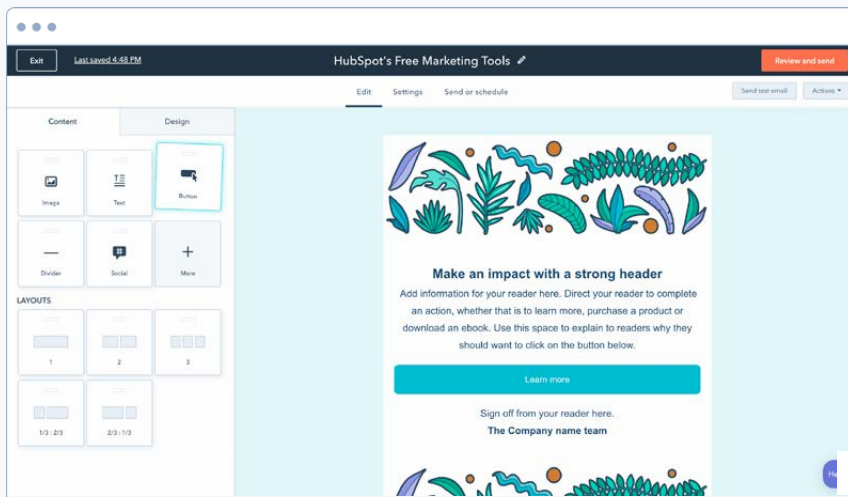 Exit
Last saved 4:48 PM
HubSpot's Free Marketing Tools
Review and send
Edit
Settings
Send or schedule
Send test email
Actions
Content
Design
Image
Text
Button
Divider
Social
More
LAYOUTS
1
2
3
1/3 : 2/3
2/3 : 1/3
Make an impact with a strong header
Add information for your reader here. Direct your reader to complete
an action, whether that is to learn more, purchase a product or
download an ebook. Use this space to explain to readers why they
should want to click on the button below.
Learn more
Sign off from your reader here.
The Company name team